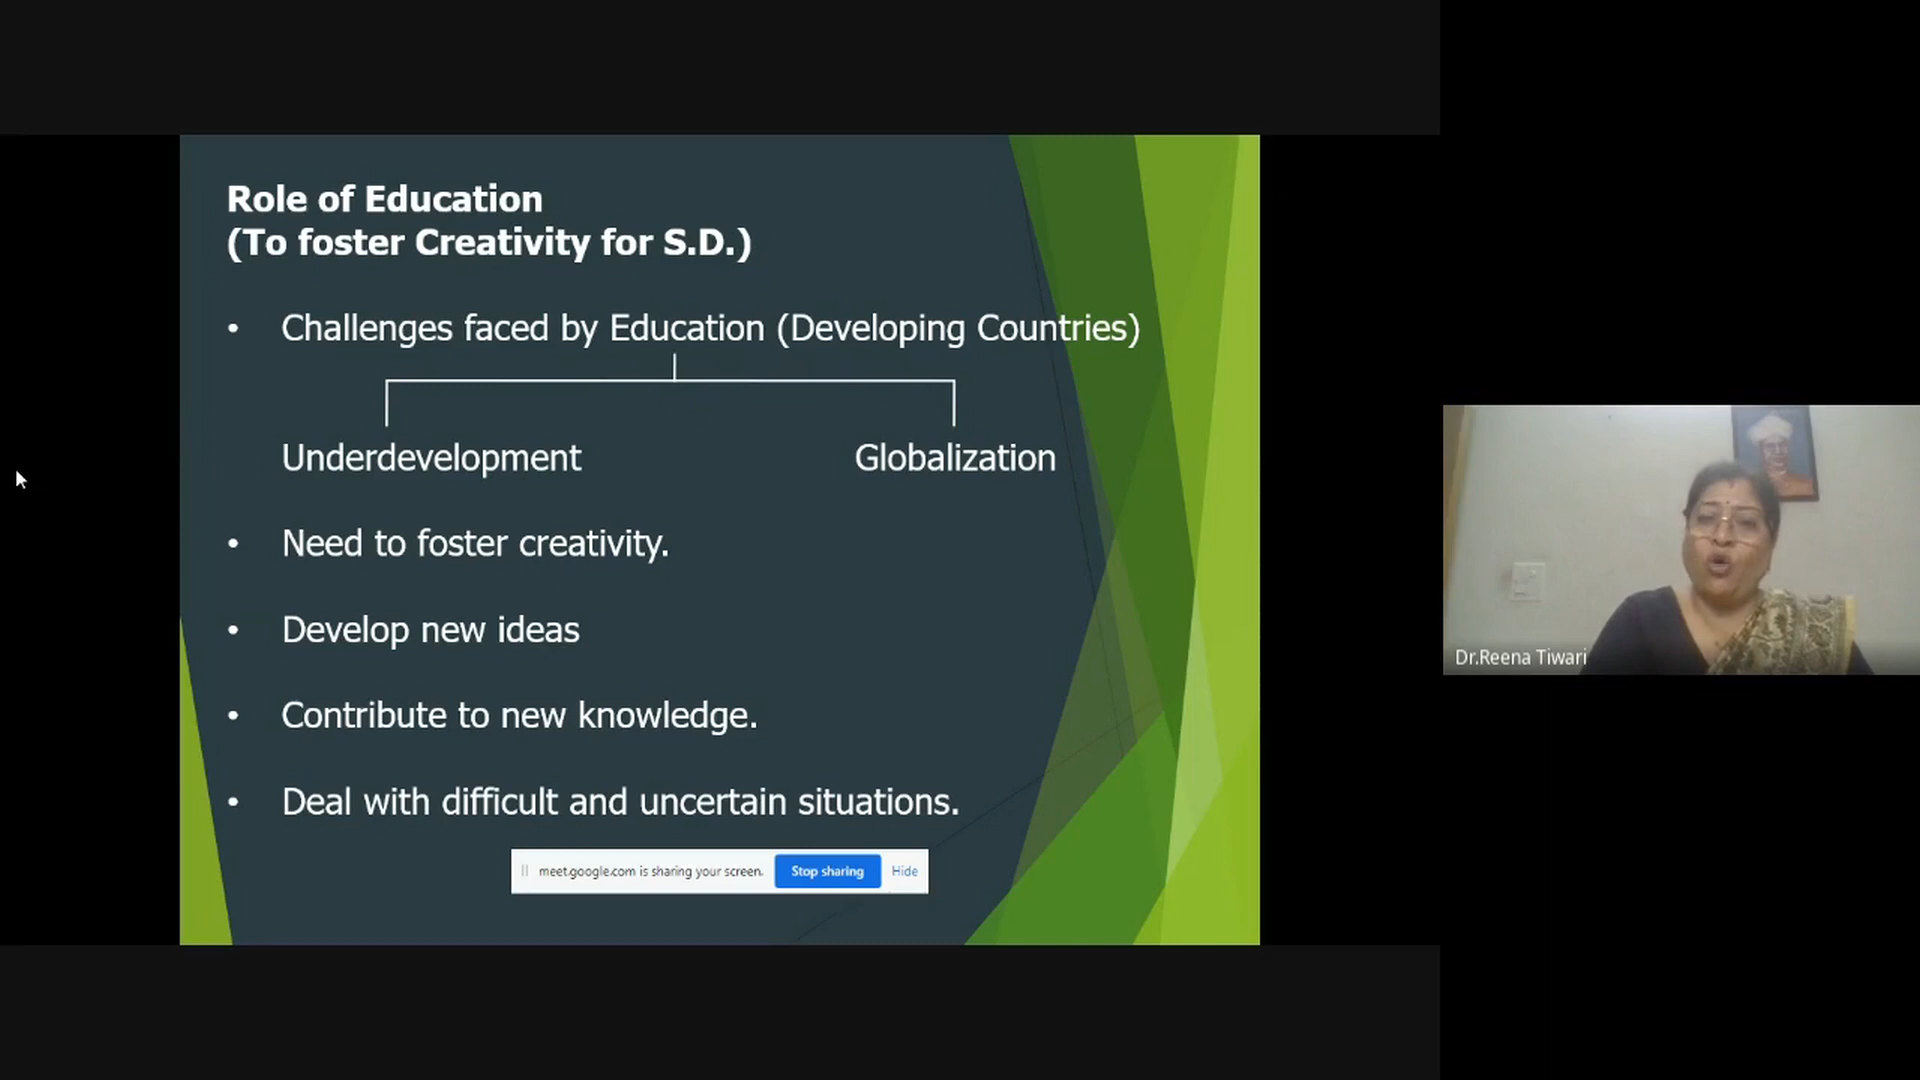 Role of Education
(To foster Creativity for S.D.)
• Challenges faced by Education (Developing Countries)
Underdevelopment
Globalization
• Need to foster creativity.
• Develop new ideas
• Contribute to new knowledge.
• Deal with difficult and uncertain situations.
meet.google.com is sharing your screen.
Stop sharing
Hide
Dr.Reena Tiwari